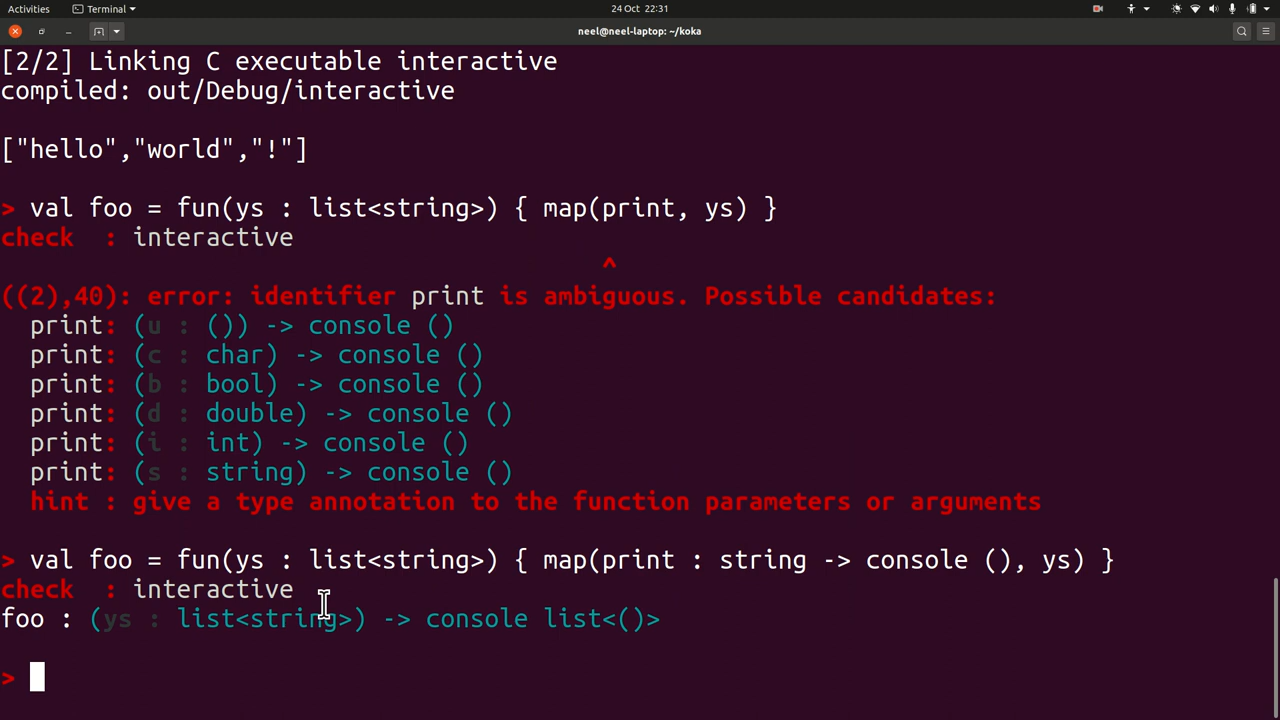 Activities Terminal 24 Oct 22:31
neel@neel-laptop: ~/koka
[2/2] Linking C executable interactive
compiled: out/Debug/interactive
["hello","world","!"]
> val foo = fun(ys : list<string>) { map(print, ys) }
check  : interactive
^
((2),40): error: identifier print is ambiguous. Possible candidates:
  print: (u : ()) -> console ()
  print: (c : char) -> console ()
  print: (b : bool) -> console ()
  print: (d : double) -> console ()
  print: (i : int) -> console ()
  print: (s : string) -> console ()
  hint : give a type annotation to the function parameters or arguments
> val foo = fun(ys : list<string>) { map(print : string -> console (), ys) }
check  : interactive
foo : (ys : list<string>) -> console list<()>
>